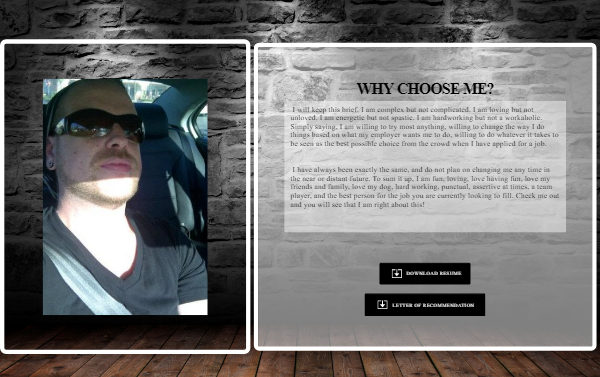 WHY CHOOSE ME?
I will keep this brief. I am complex but not complicated. I am loving but not
unloved. I am energetic but not spastic. I am hardworking but not a workaholic.
Simply saying, I am willing to try most anything, willing to change the way I do
things based on what my employer wants me to do, willing to do whatever it takes to
be seen as the best possible choice from the crowd when I have applied for a job.
I have always been exactly the same, and do not plan on changing me any time in
the near or distant future. To sum it up, I am fun, loving, love having fun, love my
friends and family, love my dog, hard working, punctual, assertive at times, a team
player, and the best person for the job you are currently looking to fill. Check me out
and you will see that I am right about this!
DOWNLOAD RESUME
LETTER OF RECOMMENDATION